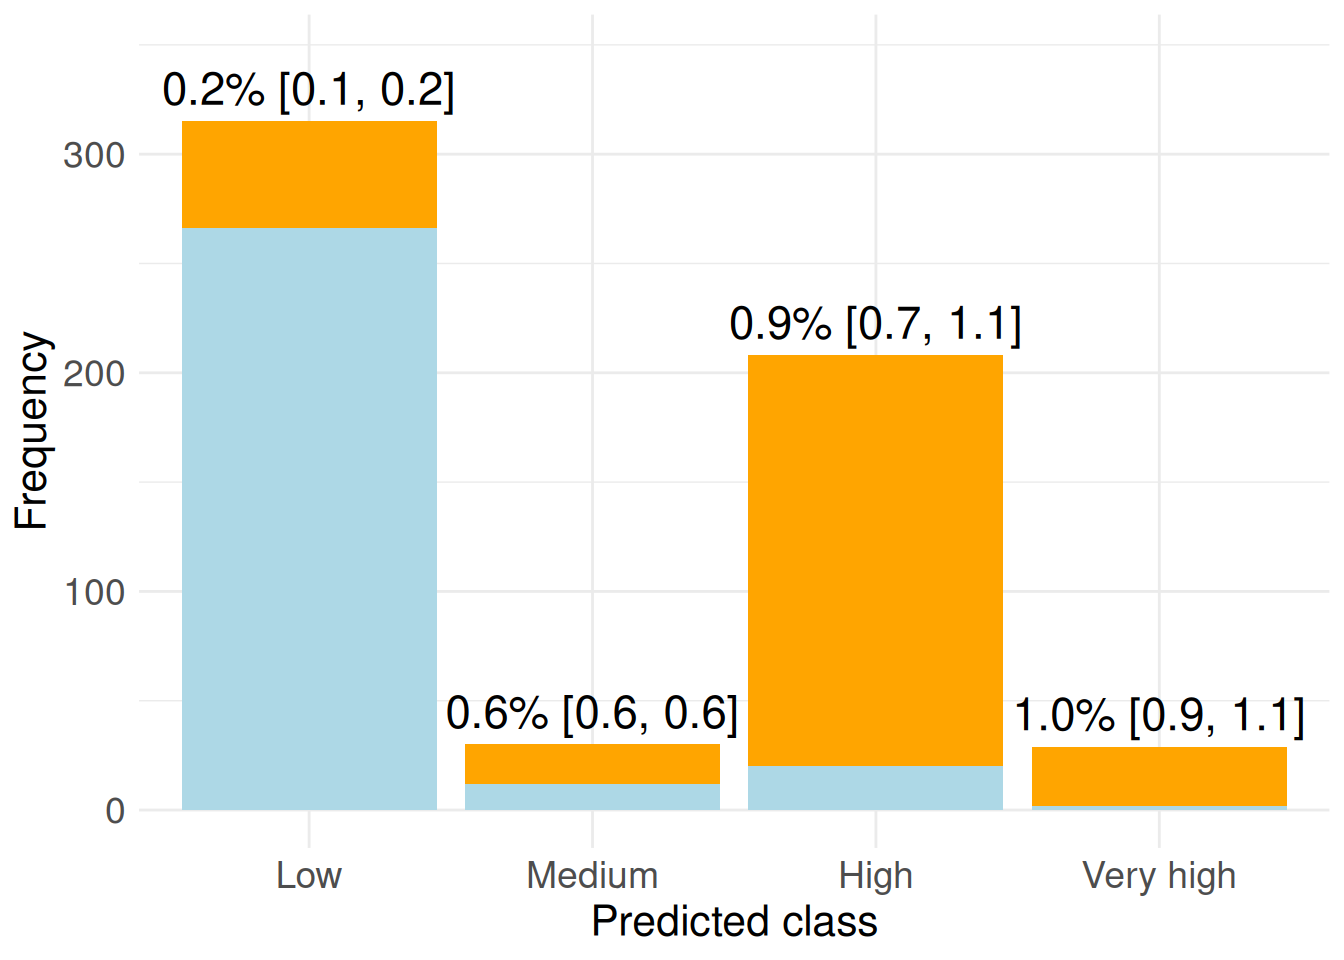 0.2% [0.1, 0.2]
300
0.9% [0.7, 1.1]
200
Frequency
100
0.6% [0.6, 0.6]
1.0% [0.9, 1.1]
0
Low Medium High Very high
Predicted class